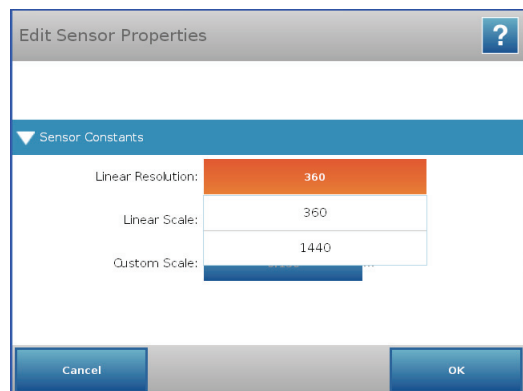 Edit Sensor Properties
?
Sensor Constants
Linear Resolution: 360
Linear Scale: 360
1440
Custom Scale:
Cancel OK